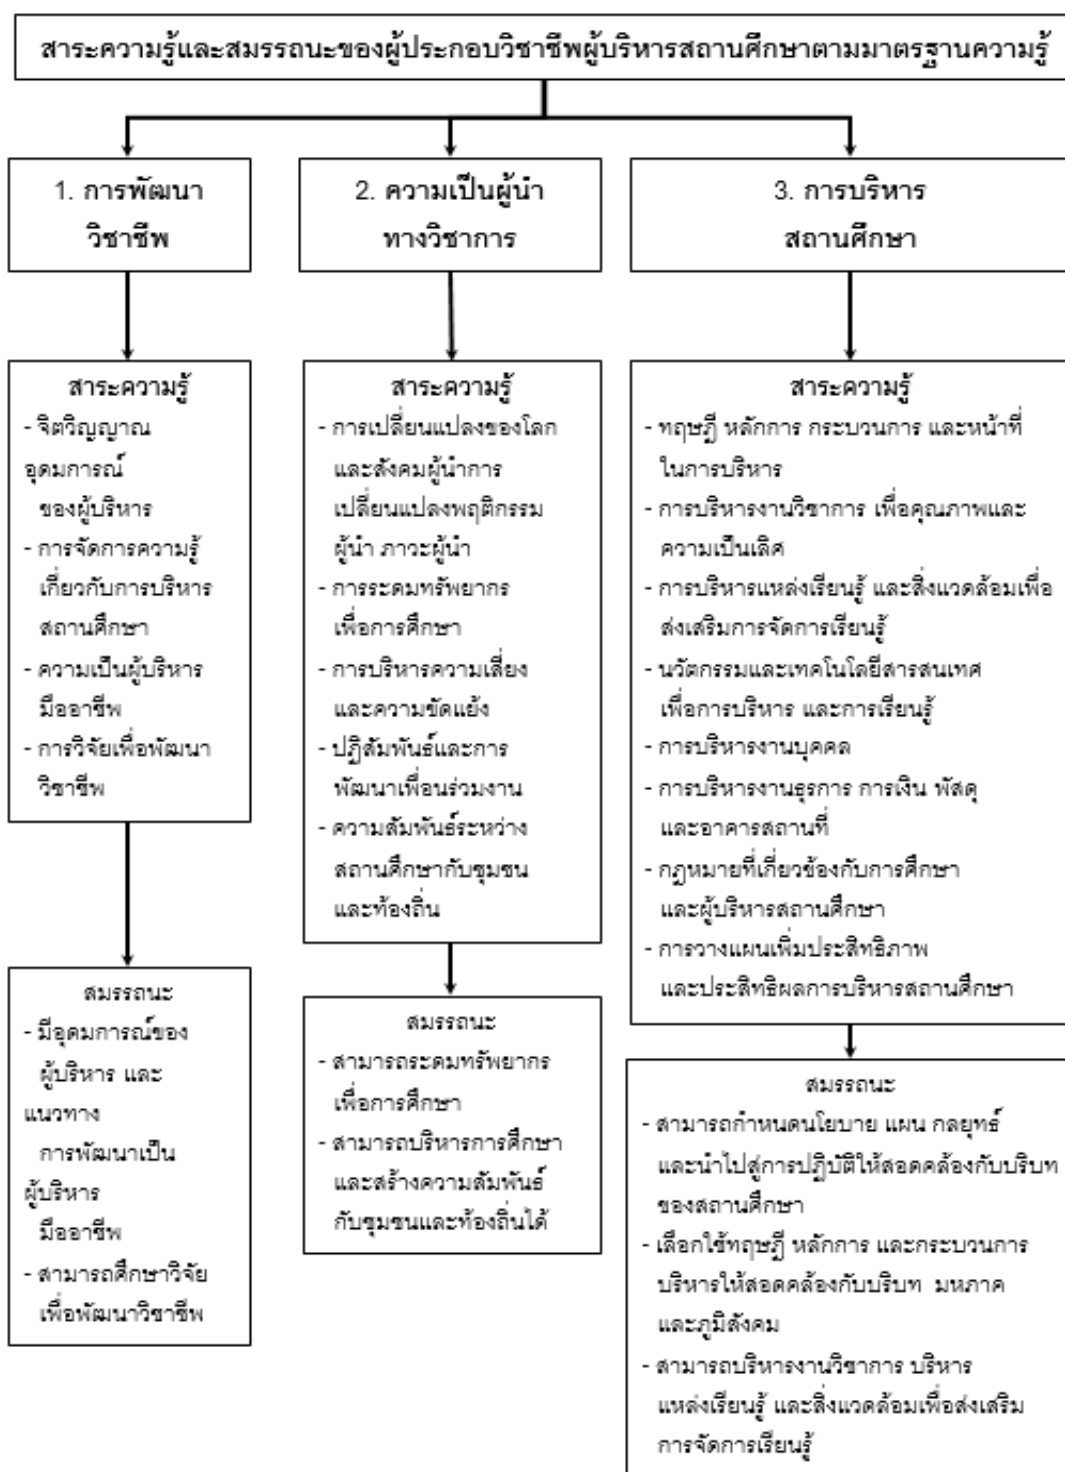 สาระความรู้และสมรรถนะของผู้ประกอบวิชาชีพผู้บริหารสถานศึกษาตามมาตรฐานความรู้
1. การพัฒนา
วิชาชีพ
2. ความเป็นผู้นำ
ทางวิชาการ
3. การบริหาร
สถานศึกษา
สาระความรู้
- จิตวิญญาณ
อุดมการณ์
ของผู้บริหาร
- การจัดการความรู้
เกี่ยวกับการบริหาร
สถานศึกษา
- ความเป็นผู้บริหาร
มืออาชีพ
- การวิจัยเพื่อพัฒนา
วิชาชีพ
สมรรถนะ
- มีอุดมการณ์ของ
ผู้บริหาร และ
แนวทาง
การพัฒนาเป็น
ผู้บริหาร
มืออาชีพ
- สามารถศึกษาวิจัย
เพื่อพัฒนาวิชาชีพ
สาระความรู้
- การเปลี่ยนแปลงของโลก
และสังคมผู้นำการ
เปลี่ยนแปลงพฤติกรรม
ผู้นำ ภาวะผู้นำ
- การระดมทรัพยากร
เพื่อการศึกษา
- การบริหารความเสี่ยง
และความขัดแย้ง
- ปฏิสัมพันธ์และการ
พัฒนาเพื่อนร่วมงาน
- ความสัมพันธ์ระหว่าง
สถานศึกษากับชุมชน
และท้องถิ่น
สมรรถนะ
- สามารถระดมทรัพยากร
เพื่อการศึกษา
- สามารถบริหารการศึกษา
และสร้างความสัมพันธ์
กับชุมชนและท้องถิ่นได้
สาระความรู้
- ทฤษฎี หลักการ กระบวนการ และหน้าที่
ในการบริหาร
- การบริหารงานวิชาการ เพื่อคุณภาพและ
ความเป็นเลิศ
- การบริหารแหล่งเรียนรู้ และสิ่งแวดล้อมเพื่อ
ส่งเสริมการจัดการเรียนรู้
- นวัตกรรมและเทคโนโลยีสารสนเทศ
เพื่อการบริหาร และการเรียนรู้
- การบริหารงานบุคคล
- การบริหารงานธุรการ การเงิน พัสดุ
และอาคารสถานที่
- กฎหมายที่เกี่ยวข้องกับการศึกษา
และผู้บริหารสถานศึกษา
- การวางแผนเพิ่มประสิทธิภาพ
และประสิทธิผลการบริหารสถานศึกษา
สมรรถนะ
- สามารถกำหนดนโยบาย แผน กลยุทธ์
และนำไปสู่การปฏิบัติให้สอดคล้องกับบริบท
ของสถานศึกษา
- เลือกใช้ทฤษฎี หลักการ และกระบวนการ
บริหารให้สอดคล้องกับบริบท มหภาค
และภูมิสังคม
- สามารถบริหารงานวิชาการ บริหาร
แหล่งเรียนรู้ และสิ่งแวดล้อมเพื่อส่งเสริม
การจัดการเรียนรู้